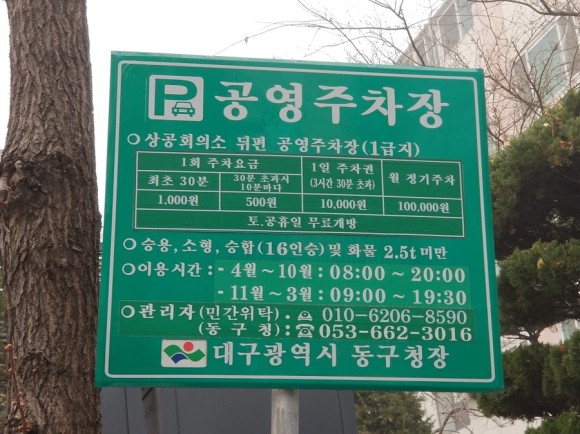 P 공영주차장
○ 상공회의소 뒤편 공영주차장(1급지)
1회 주차요금
1일 주차권 (3시간 30분 초과)
월 정기주차
최초 30분
30분 초과시 10분마다
1,000원 500원 10,000원 100,000원
토.공휴일 무료개방
○ 승용, 소형, 승합(16인승) 및 화물 2.5t 미만
○ 이용시간 : - 4월 ~ 10월 : 08:00 ~ 20:00
- 11월 ~ 3월 : 09:00 ~ 19:30
○ 관리자 (민간위탁) : 010-6206-8590
(동 구 청) : ☎ 053-662-3016
대구광역시 동구청장